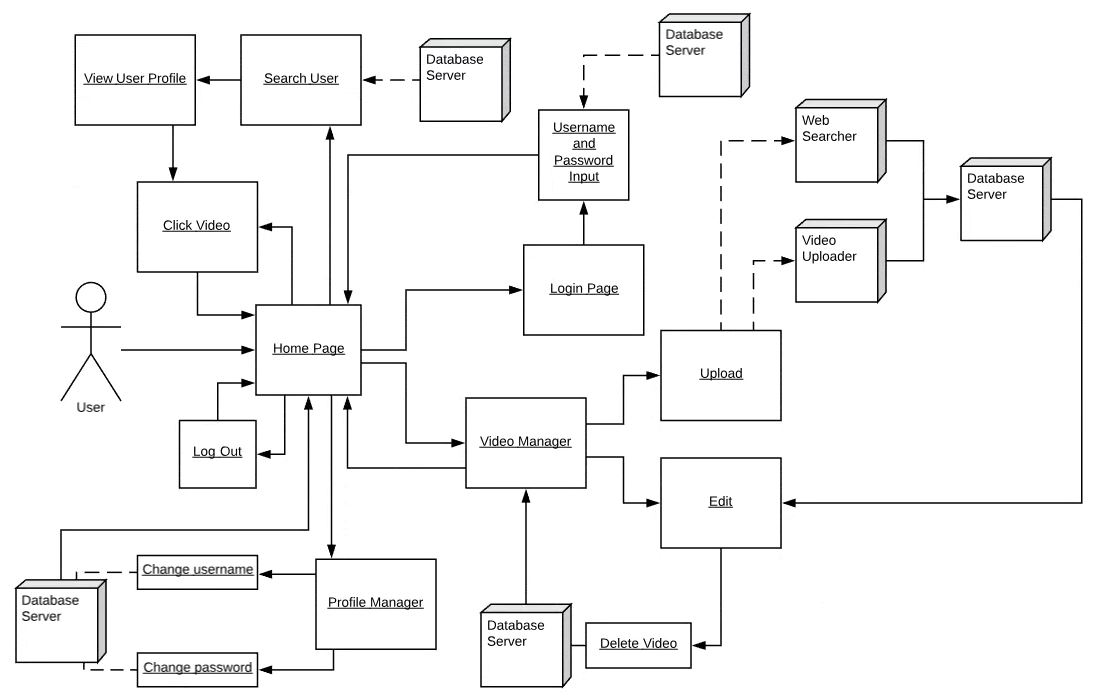 Database
Server
View User Profile
Search User
Database
Server
Username
and
Password
Input
Web
Searcher
Database
Server
Click Video
Video
Uploader
Login Page
Home Page
User
Upload
Log Out
Video Manager
Edit
Change username
Database
Server
Profile Manager
Database
Server
Delete Video
Change password